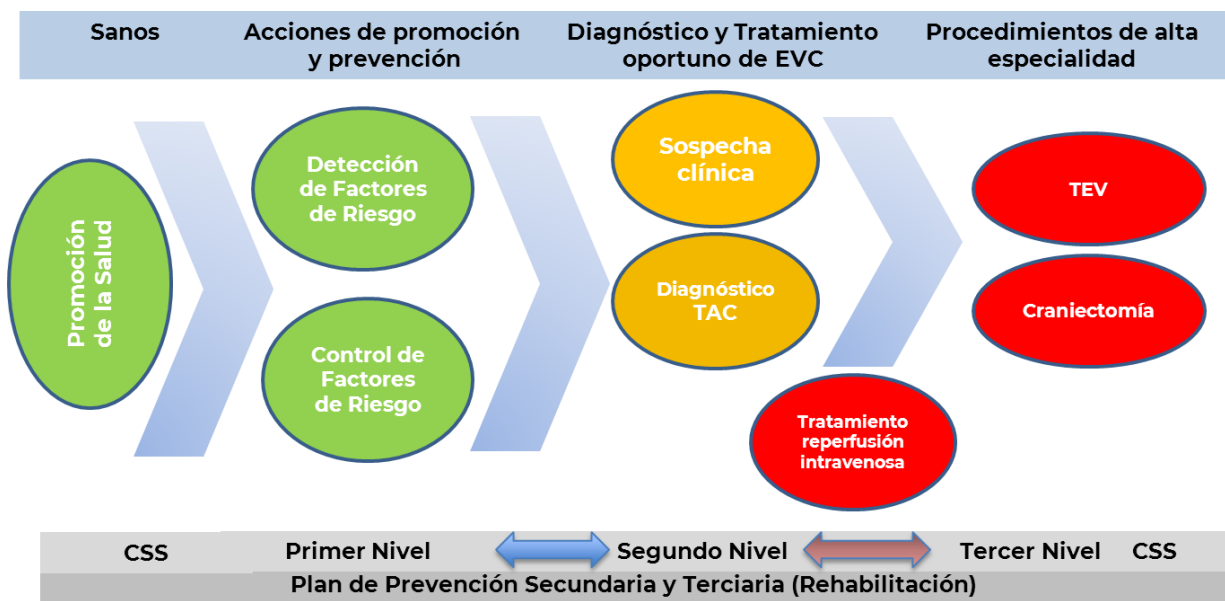 Sanos
Acciones de promoción
y prevención
Diagnóstico y Tratamiento
oportuno de EVC
Procedimientos de alta
especialidad
Promoción
de la Salud
Detección
de Factores
de Riesgo
Control de
Factores
de Riesgo
Sospecha
clínica
Diagnóstico
TAC
Tratamiento
reperfusión
intravenosa
TEV
Craniectomía
CSS
Primer Nivel
Segundo Nivel
Tercer Nivel
CSS
Plan de Prevención Secundaria y Terciaria (Rehabilitación)